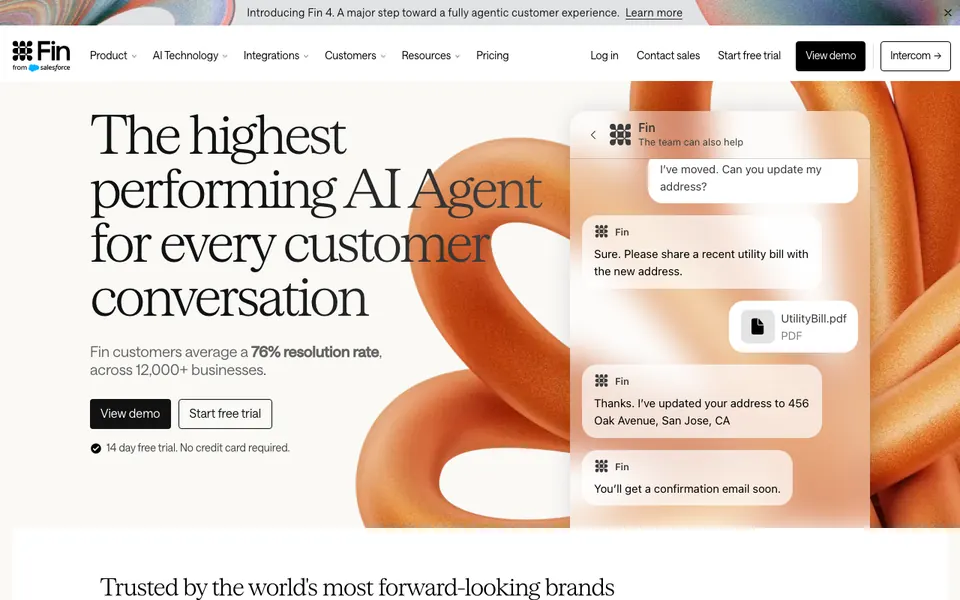 Introducing Fin 4. A major step toward a fully agentic customer experience. Learn more
Fin
from salesforce
Product
AI Technology
Integrations
Customers
Resources
Pricing
Log in
Contact sales
Start free trial
View demo
Intercom →
The highest
performing AI Agent
for every customer
conversation
Fin customers average a 76% resolution rate,
across 12,000+ businesses.
View demo
Start free trial
14 day free trial. No credit card required.
Fin
The team can also help
I've moved. Can you update my
address?
Fin
Sure. Please share a recent utility bill with
the new address.
UtilityBill.pdf
PDF
Fin
Thanks. I've updated your address to 456
Oak Avenue, San Jose, CA
Fin
You'll get a confirmation email soon.
Trusted by the world's most forward-looking brands